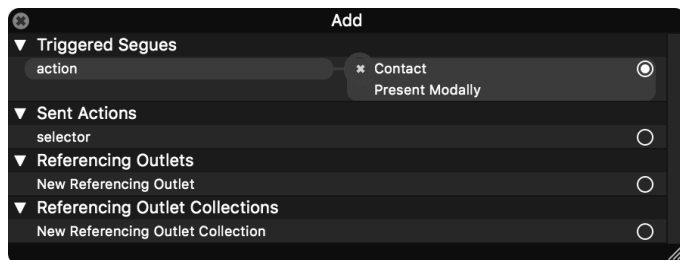 Add
Triggered Segues
action
Contact
Present Modally
Sent Actions
selector
Referencing Outlets
New Referencing Outlet
Referencing Outlet Collections
New Referencing Outlet Collection